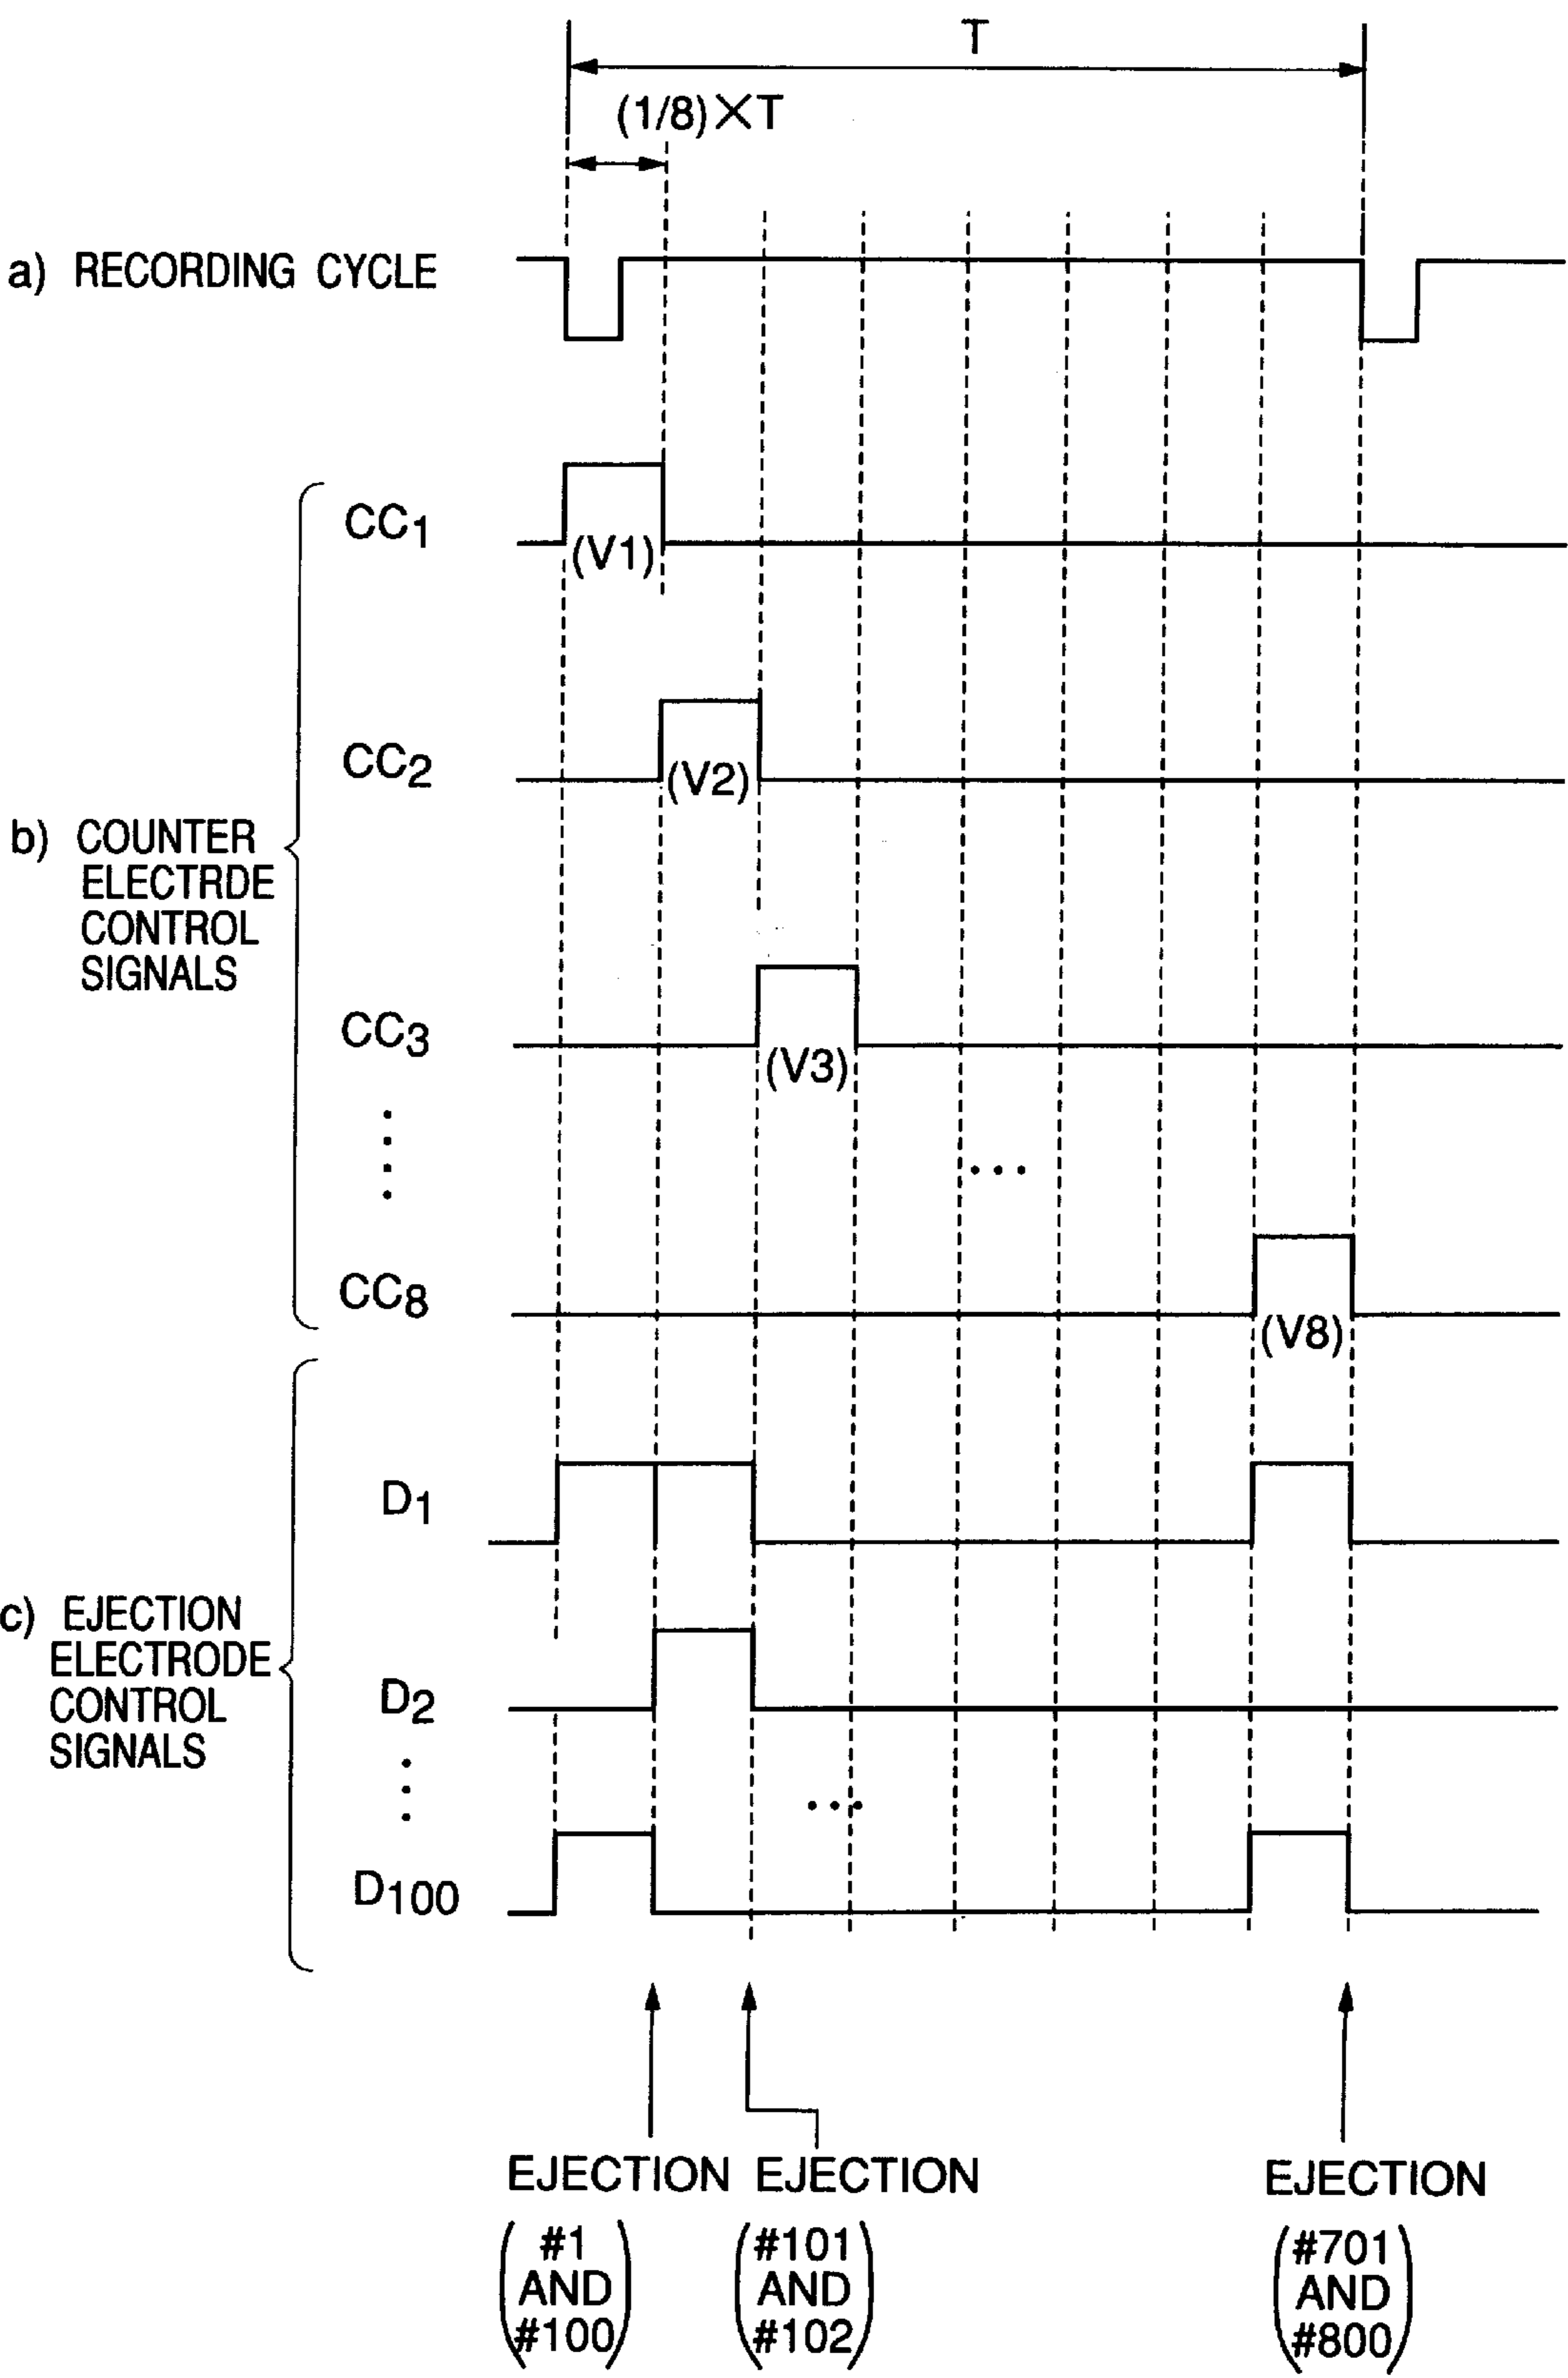 T
(1/8)×T
a) RECORDING CYCLE
CC1
(V1)
CC2
(V2)
b) COUNTER
ELECTRDE
CONTROL
SIGNALS
CC3
(V3)
...
CC8
(V8)
D1
c) EJECTION
ELECTRODE
CONTROL
SIGNALS
D2
...
D100
EJECTION EJECTION EJECTION
(#1 AND #100)
(#101 AND #102)
(#701 AND #800)